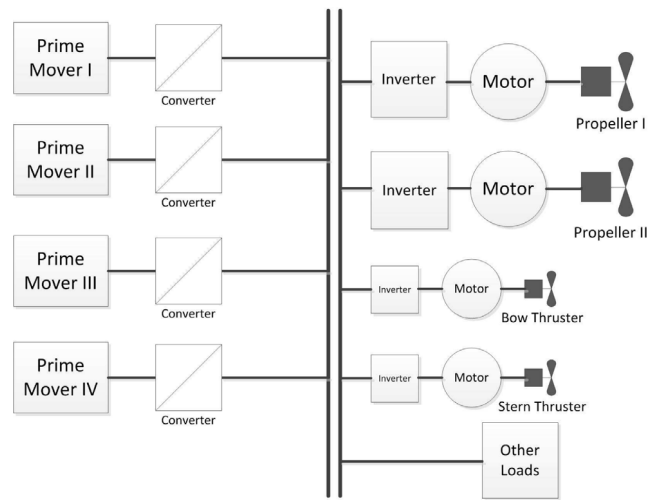 Prime
Mover I
Converter
Prime
Mover II
Converter
Prime
Mover III
Converter
Prime
Mover IV
Converter
Inverter
Motor
Propeller I
Inverter
Motor
Propeller II
Inverter
Motor
Bow Thruster
Inverter
Motor
Stern Thruster
Other
Loads